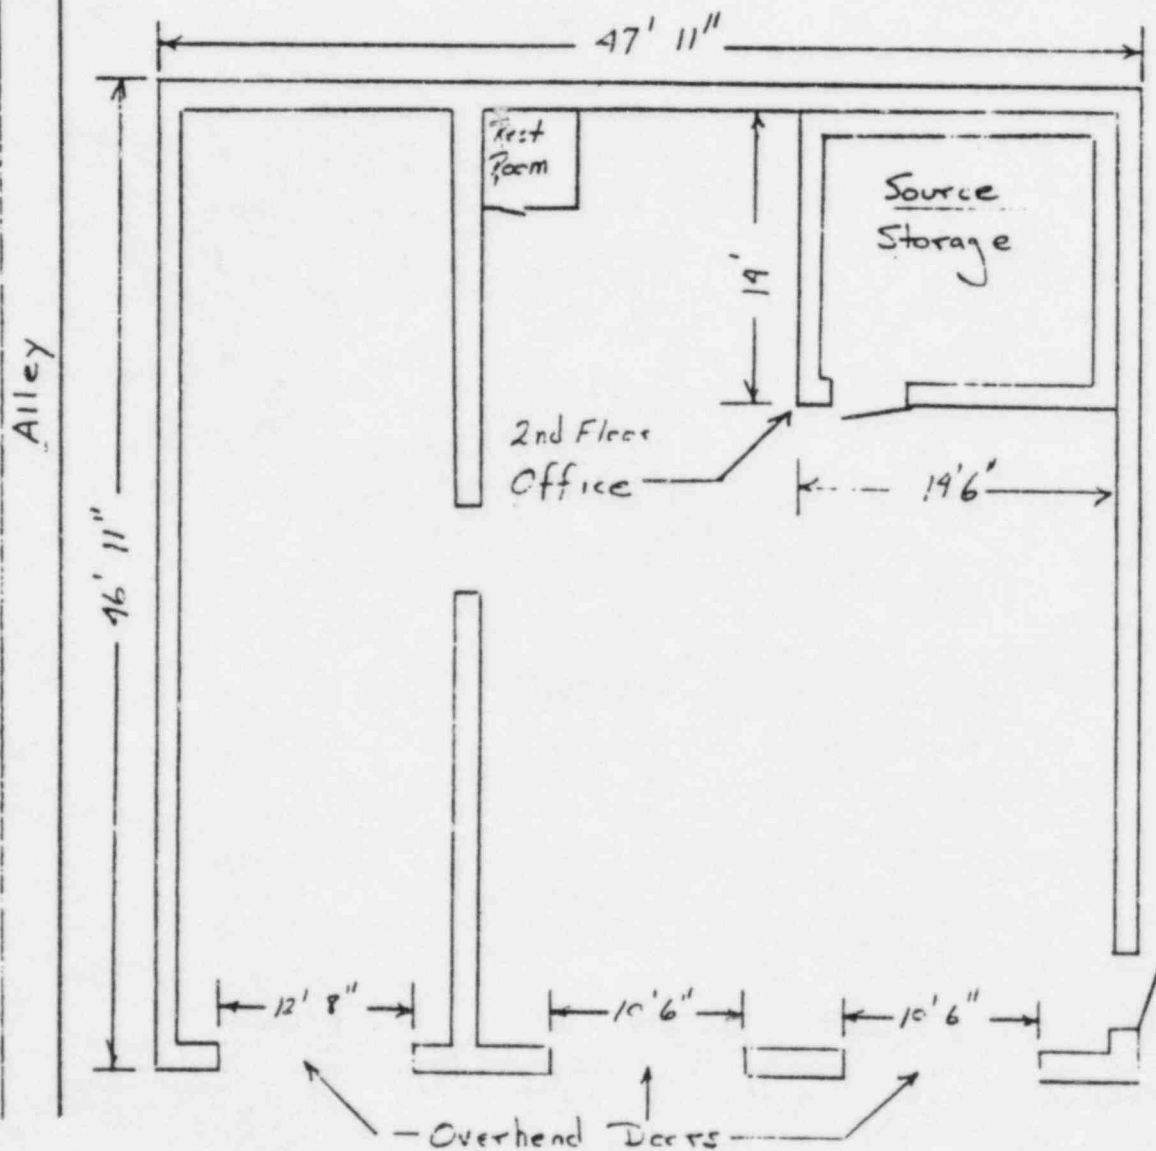 47' 11"
Rest
Room
Source
Storage
14'
Alley
2nd Floor
Office
14'6"
46' 11"
12' 8"
10'6"
10'6"
Overhead Doors